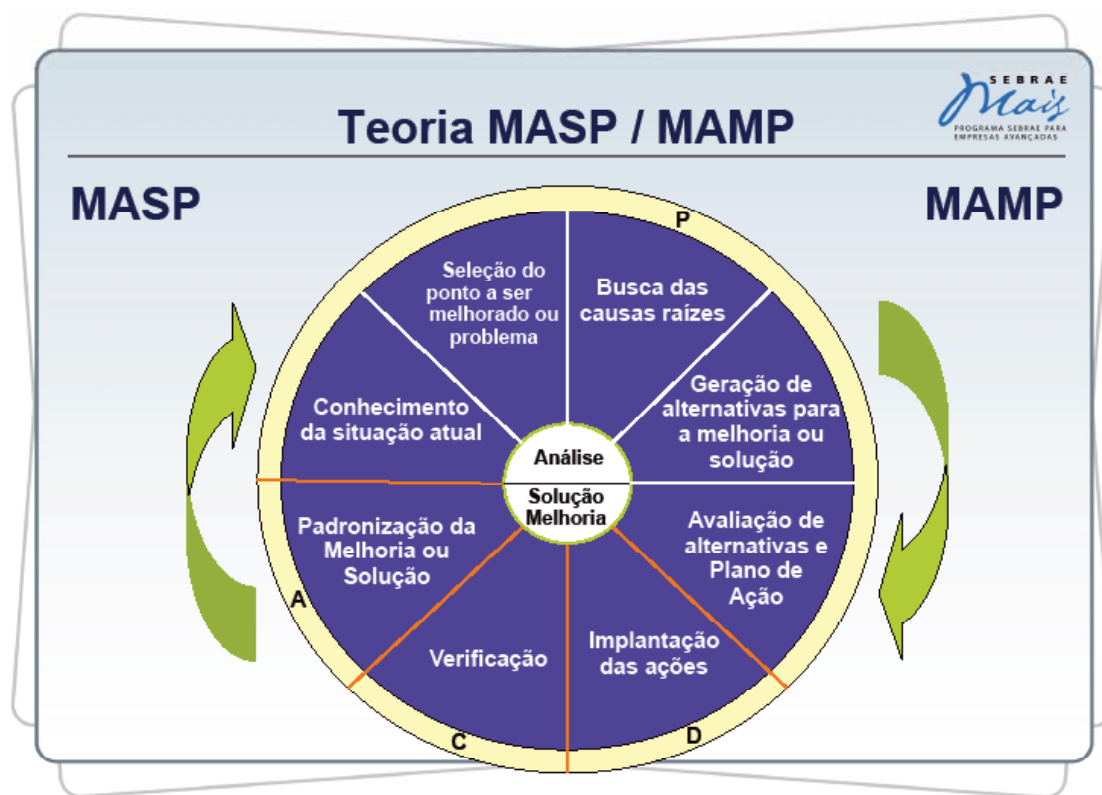 SEBRAE
Mais
PROGRAMA SEBRAE PARA
EMPRESAS AVANÇADAS
Teoria MASP / MAMP
MASP
MAMP
P
Seleção do
ponto a ser
melhorado ou
problema
Busca das
causas raízes
Geração de
alternativas para
a melhoria ou
solução
Conhecimento
da situação atual
Análise
Solução
Melhoria
Avaliação de
alternativas e
Plano de
Ação
Padronização da
Melhoria ou
Solução
A
Implantação
das ações
Verificação
D
C